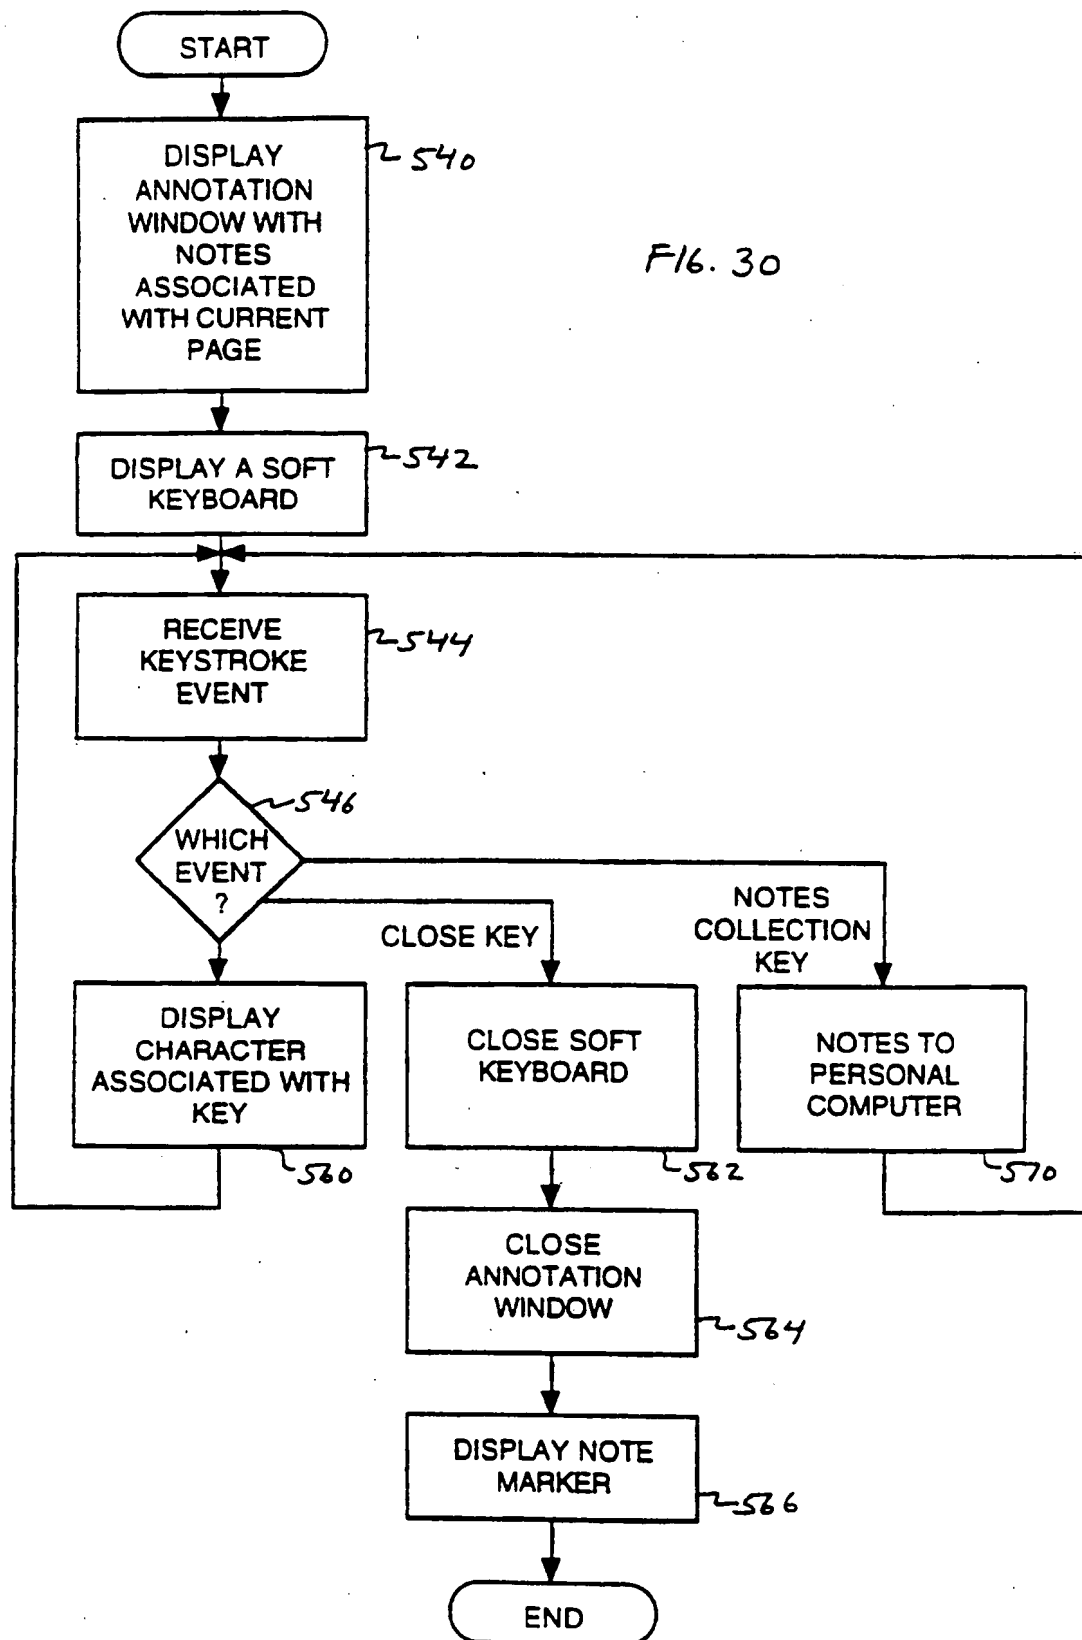 START
DISPLAY
ANNOTATION
WINDOW WITH
NOTES
ASSOCIATED
WITH CURRENT
PAGE
540
FIG. 30
DISPLAY A SOFT
KEYBOARD
542
RECEIVE
KEYSTROKE
EVENT
544
WHICH
EVENT
?
546
CLOSE KEY
NOTES
COLLECTION
KEY
DISPLAY
CHARACTER
ASSOCIATED WITH
KEY
560
CLOSE SOFT
KEYBOARD
562
NOTES TO
PERSONAL
COMPUTER
570
CLOSE
ANNOTATION
WINDOW
564
DISPLAY NOTE
MARKER
566
END